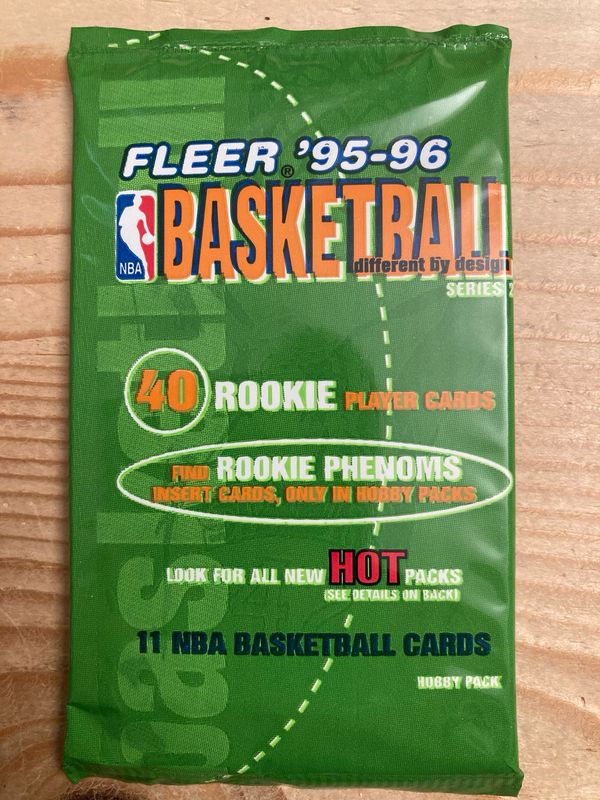 FLEER ® '95-96
NBA
BASKETBALL
different by design
SERIES 2
40 ROOKIE PLAYER CARDS
FIND ROOKIE PHENOMS
INSERT CARDS, ONLY IN HOBBY PACKS
LOOK FOR ALL NEW HOT PACKS
(SEE DETAILS ON BACK)
11 NBA BASKETBALL CARDS
HOBBY PACK
basketball